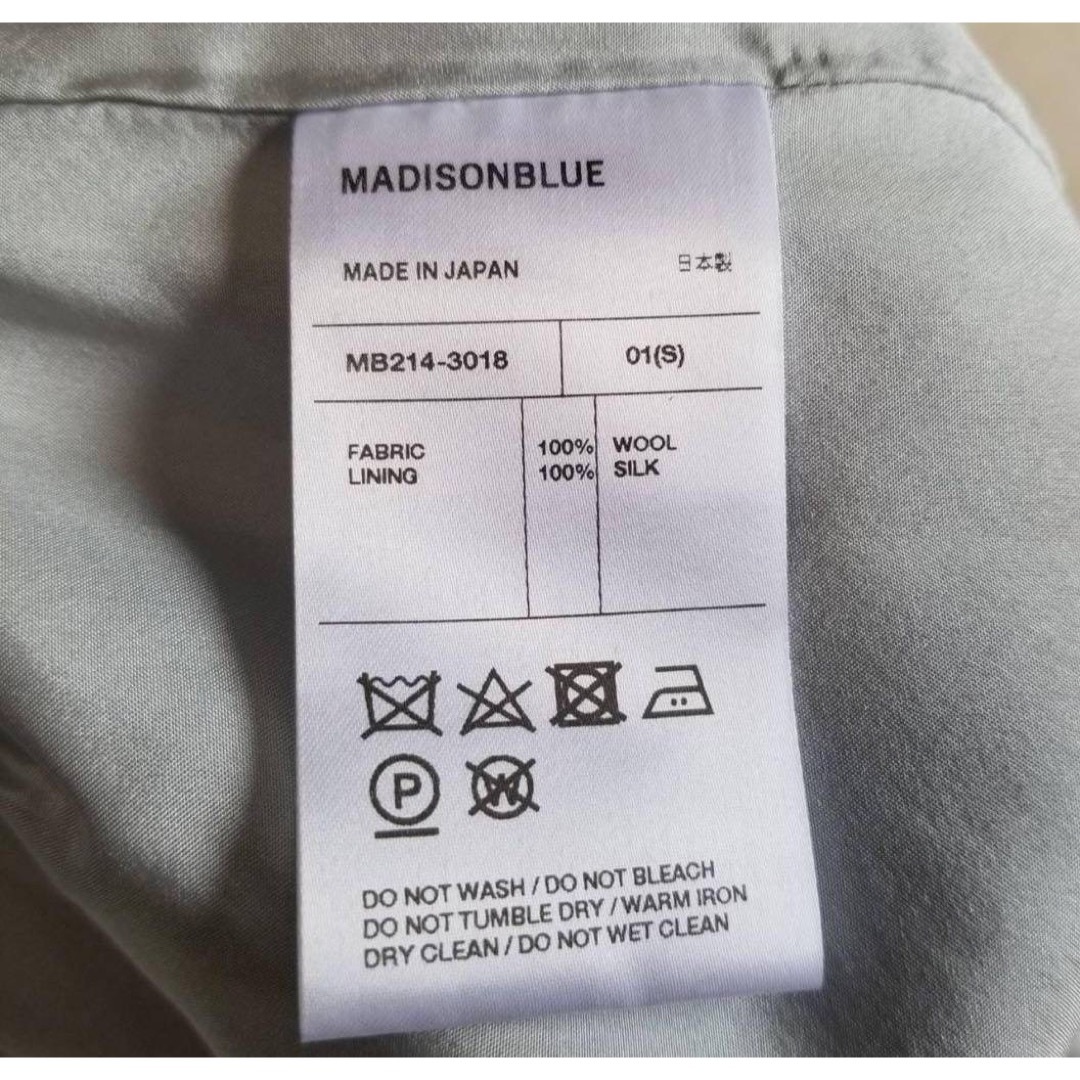 MADISONBLUE
MADE IN JAPAN 日本製
MB214-3018 01(S)
FABRIC 100% WOOL
LINING 100% SILK
P W
DO NOT WASH / DO NOT BLEACH
DO NOT TUMBLE DRY / WARM IRON
DRY CLEAN / DO NOT WET CLEAN